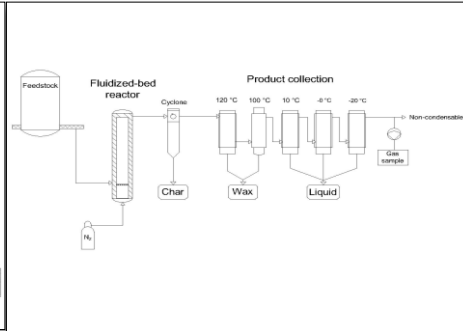 Feedstock
Fluidized-bed
reactor
Cyclone
Product collection
120 °C
100 °C
10 °C
-8 °C
-20 °C
Non-condensable
Gas
sample
Char
Wax
Liquid
N₂